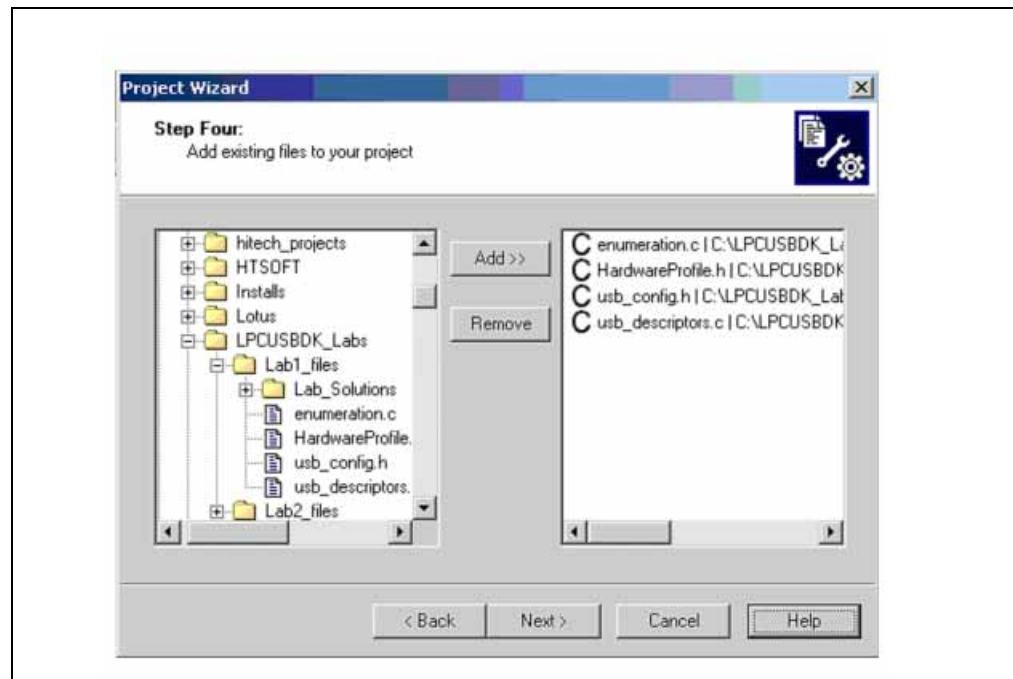 Project Wizard
Step Four:
Add existing files to your project
hitech_projects
HTSOFT
Installs
Lotus
LPCUSBDK_Labs
Lab1_files
Lab_Solutions
enumeration.c
HardwareProfile.
usb_config.h
usb_descriptors.
Lab2_files
Add >>
Remove
C enumeration.c | C:\LPCUSBDK_La
C HardwareProfile.h | C:\LPCUSBDK
C usb_config.h | C:\LPCUSBDK_Lab
C usb_descriptors.c | C:\LPCUSBDK
< Back
Next >
Cancel
Help